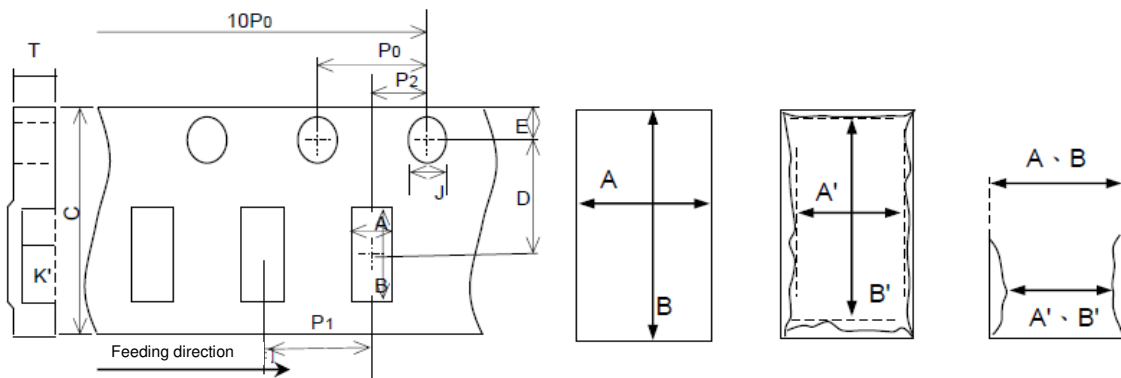 10P0
T
P0
P2
E
J
D
C
A
B
K'
P1
Feeding direction
A
B
A'
B'
A、B
A'、B'